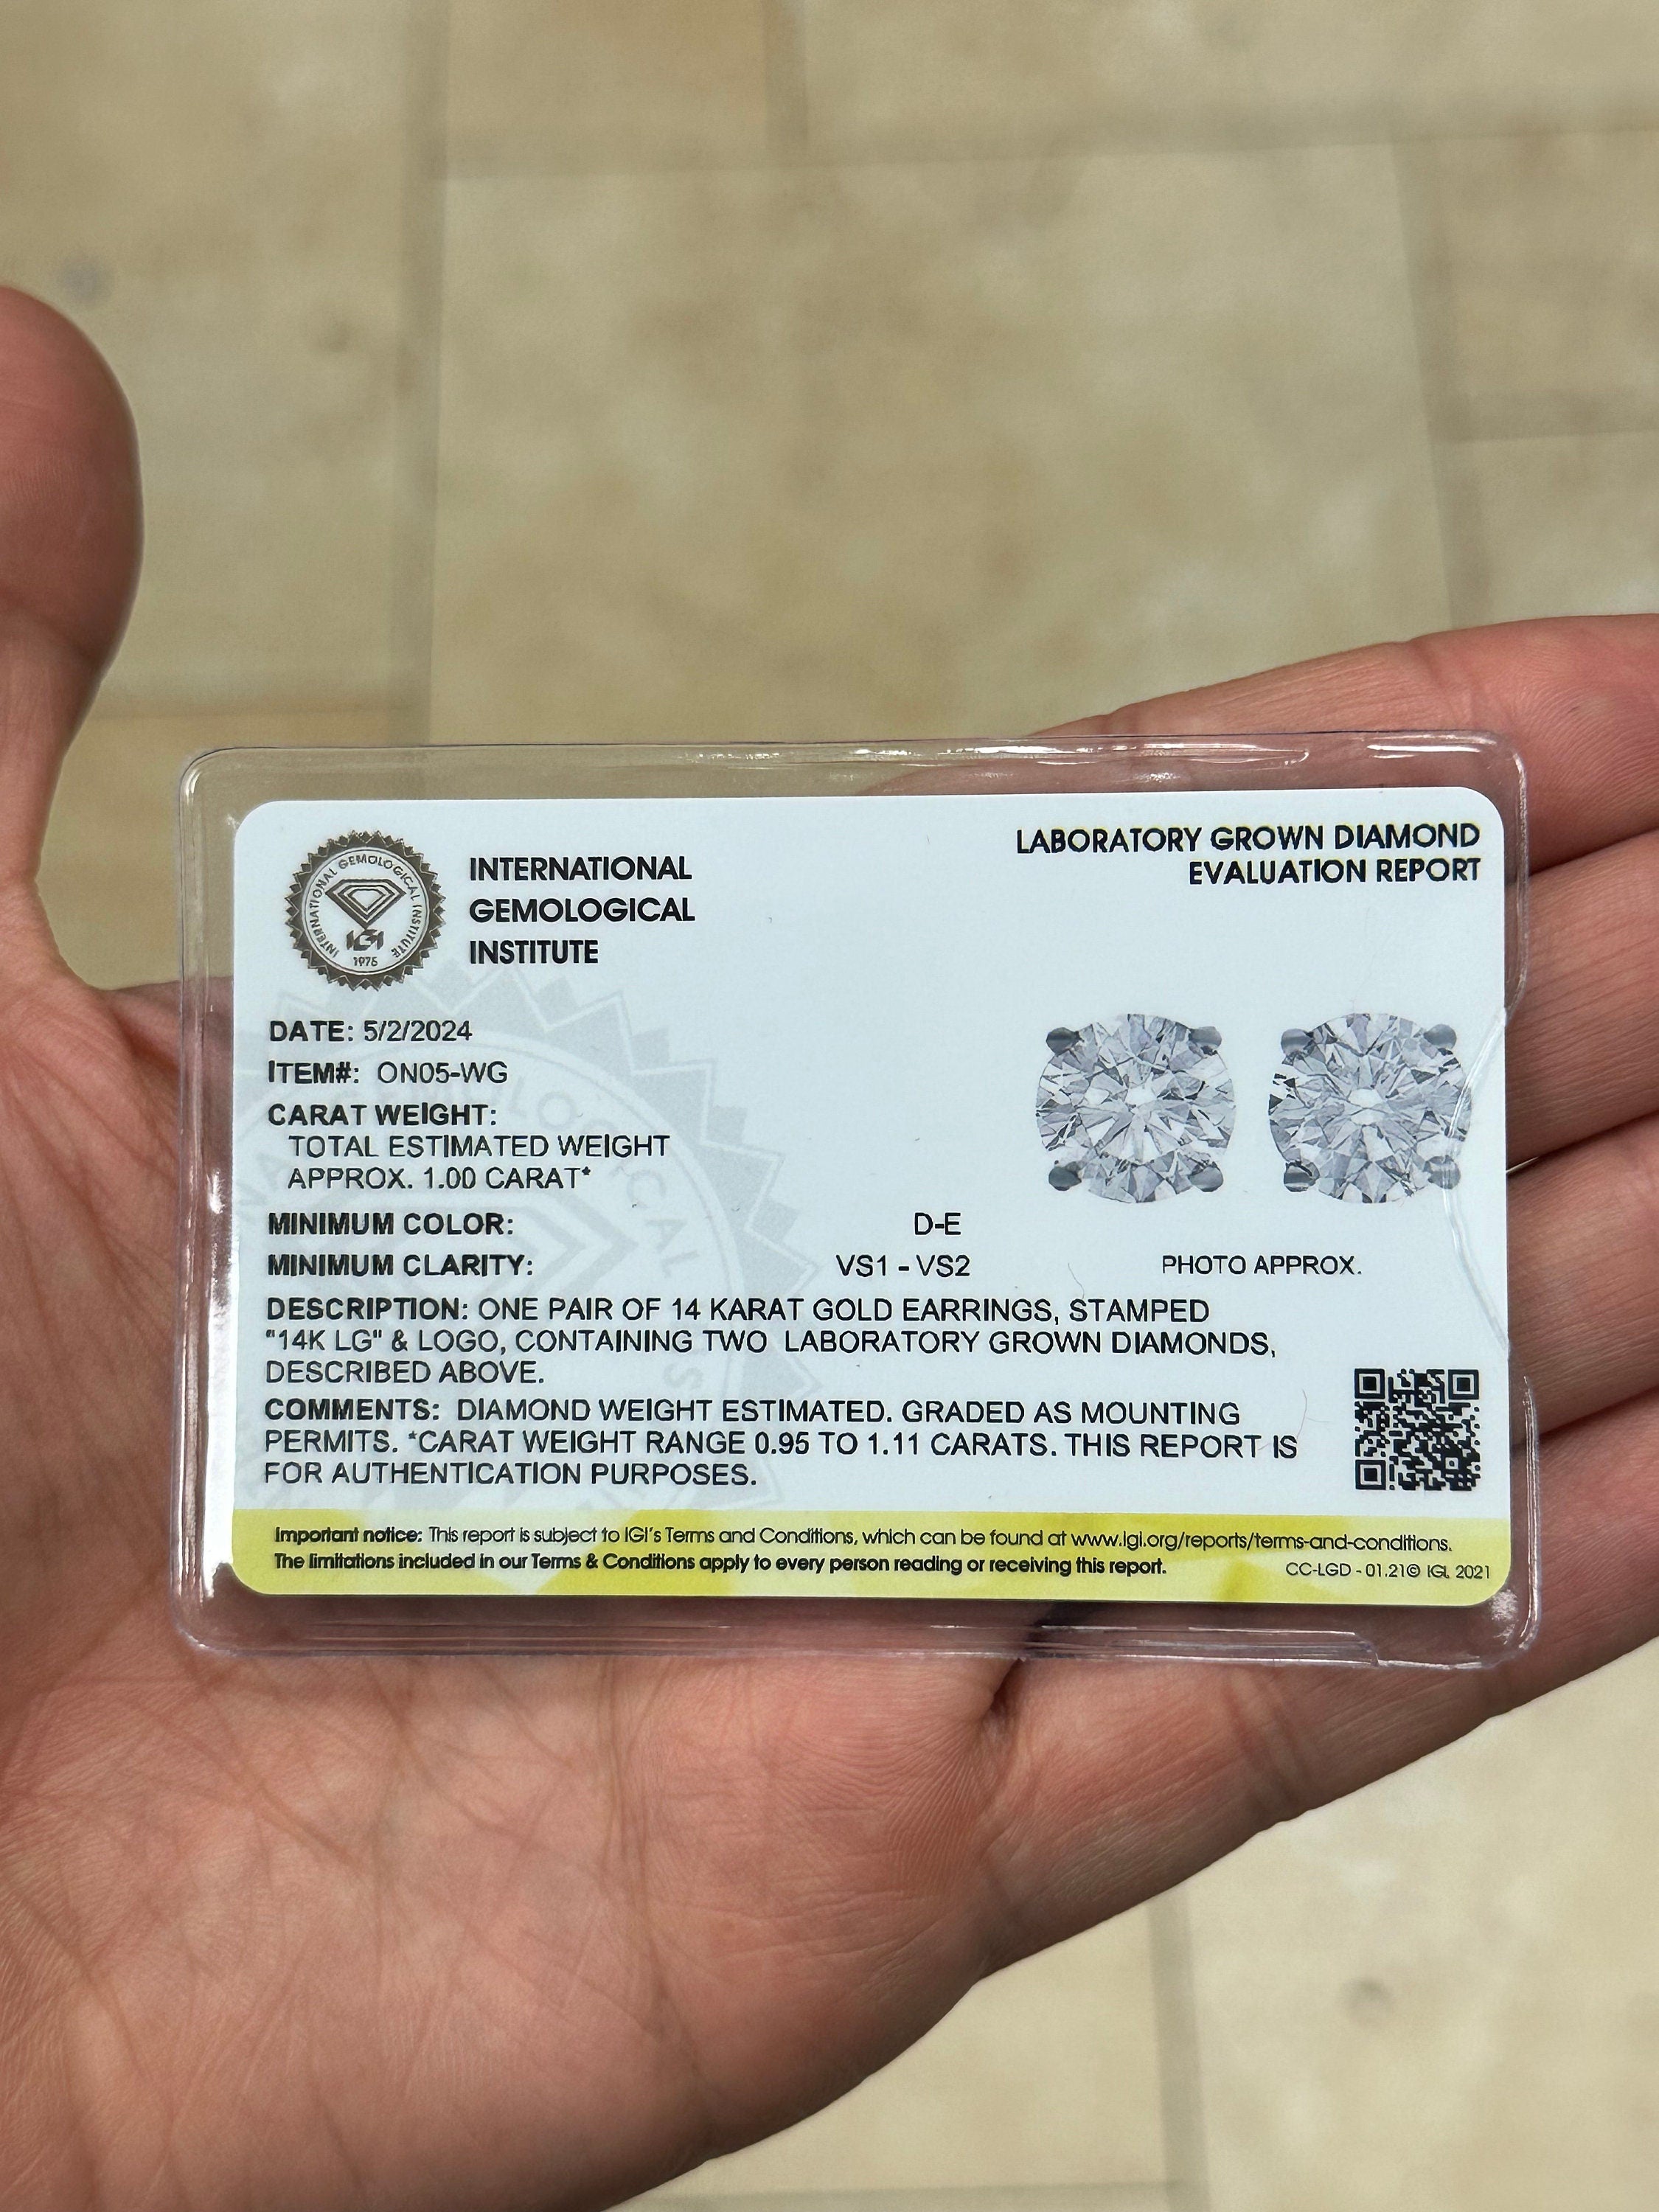 INTERNATIONAL GEMOLOGICAL INSTITUTE
IGI
1975
INTERNATIONAL
GEMOLOGICAL
INSTITUTE
LABORATORY GROWN DIAMOND
EVALUATION REPORT
DATE: 5/2/2024
ITEM#: ON05-WG
CARAT WEIGHT:
TOTAL ESTIMATED WEIGHT
APPROX. 1.00 CARAT*
MINIMUM COLOR: D-E
MINIMUM CLARITY: VS1 - VS2
PHOTO APPROX.
DESCRIPTION: ONE PAIR OF 14 KARAT GOLD EARRINGS, STAMPED
"14K LG" & LOGO, CONTAINING TWO LABORATORY GROWN DIAMONDS,
DESCRIBED ABOVE.
COMMENTS: DIAMOND WEIGHT ESTIMATED. GRADED AS MOUNTING
PERMITS. *CARAT WEIGHT RANGE 0.95 TO 1.11 CARATS. THIS REPORT IS
FOR AUTHENTICATION PURPOSES.
Important notice: This report is subject to IGI's Terms and Conditions, which can be found at www.igi.org/reports/terms-and-conditions.
The limitations included in our Terms & Conditions apply to every person reading or receiving this report.
CC-LGD - 01.21© IGI. 2021